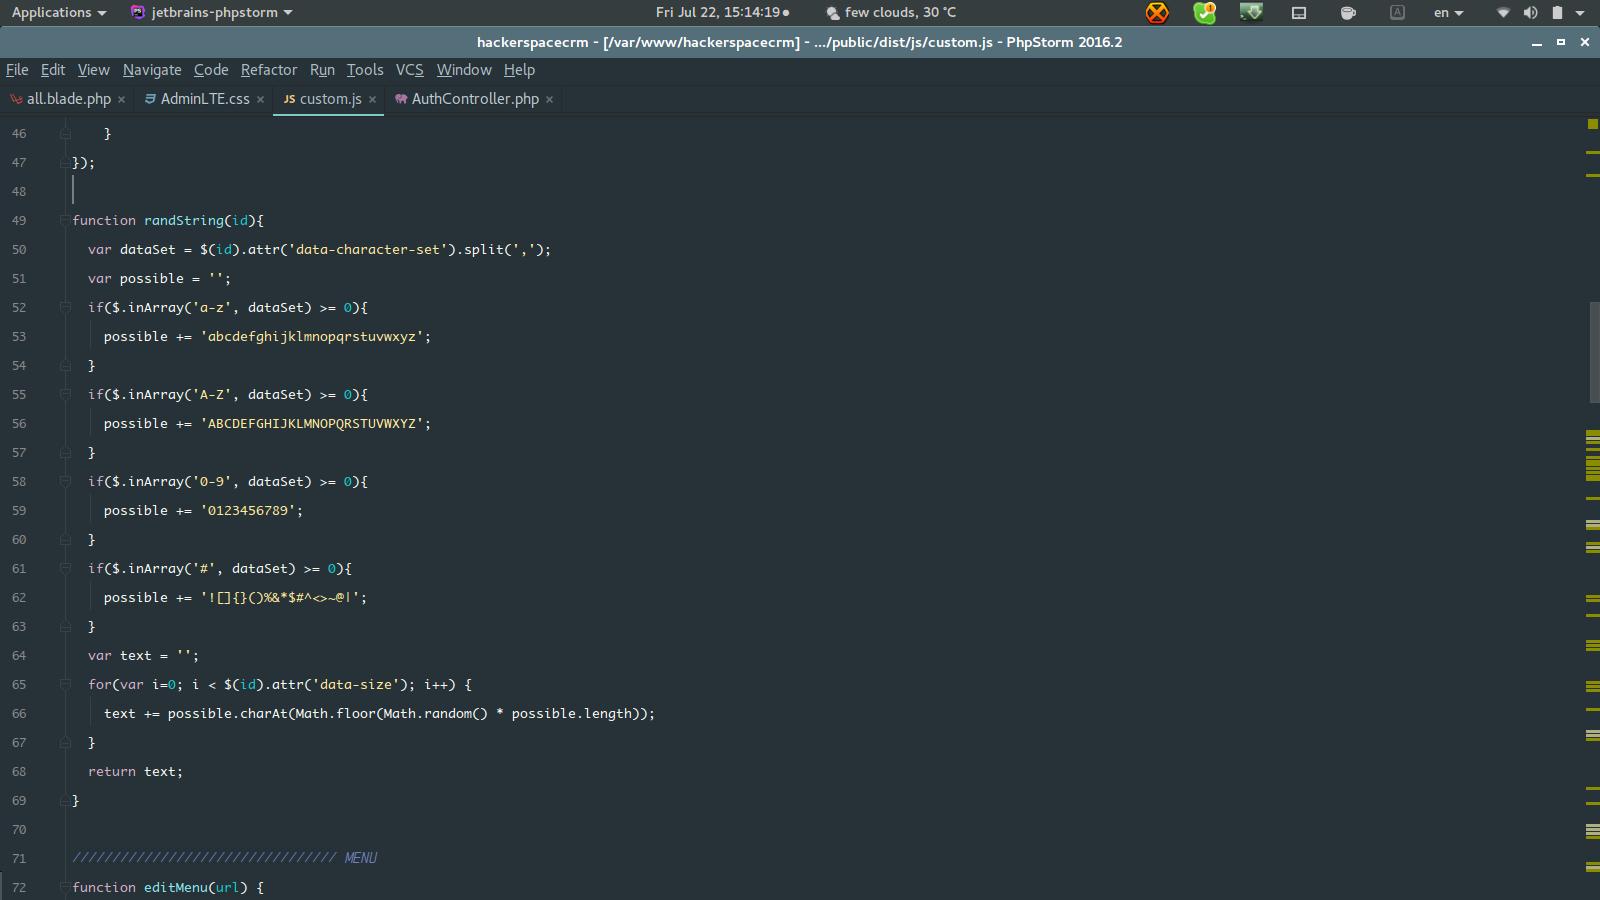 Applications jetbrains-phpstorm Fri Jul 22, 15:14:19 few clouds, 30 °C A en
hackerspacecrm - [/var/www/hackerspacecrm] - .../public/dist/js/custom.js - PhpStorm 2016.2
File Edit View Navigate Code Refactor Run Tools VCS Window Help
all.blade.php × AdminLTE.css × JS custom.js × AuthController.php ×
46 }
47 });
48
49 function randString(id){
50 var dataSet = $(id).attr('data-character-set').split(',');
51 var possible = '';
52 if($.inArray('a-z', dataSet) >= 0){
53 possible += 'abcdefghijklmnopqrstuvwxyz';
54 }
55 if($.inArray('A-Z', dataSet) >= 0){
56 possible += 'ABCDEFGHIJKLMNOPQRSTUVWXYZ';
57 }
58 if($.inArray('0-9', dataSet) >= 0){
59 possible += '0123456789';
60 }
61 if($.inArray('#', dataSet) >= 0){
62 possible += '![]{}()%&*$#^<>~@|';
63 }
64 var text = '';
65 for(var i=0; i < $(id).attr('data-size'); i++) {
66 text += possible.charAt(Math.floor(Math.random() * possible.length));
67 }
68 return text;
69 }
70
71 ///////////////////////////////// MENU
72 function editMenu(url) {